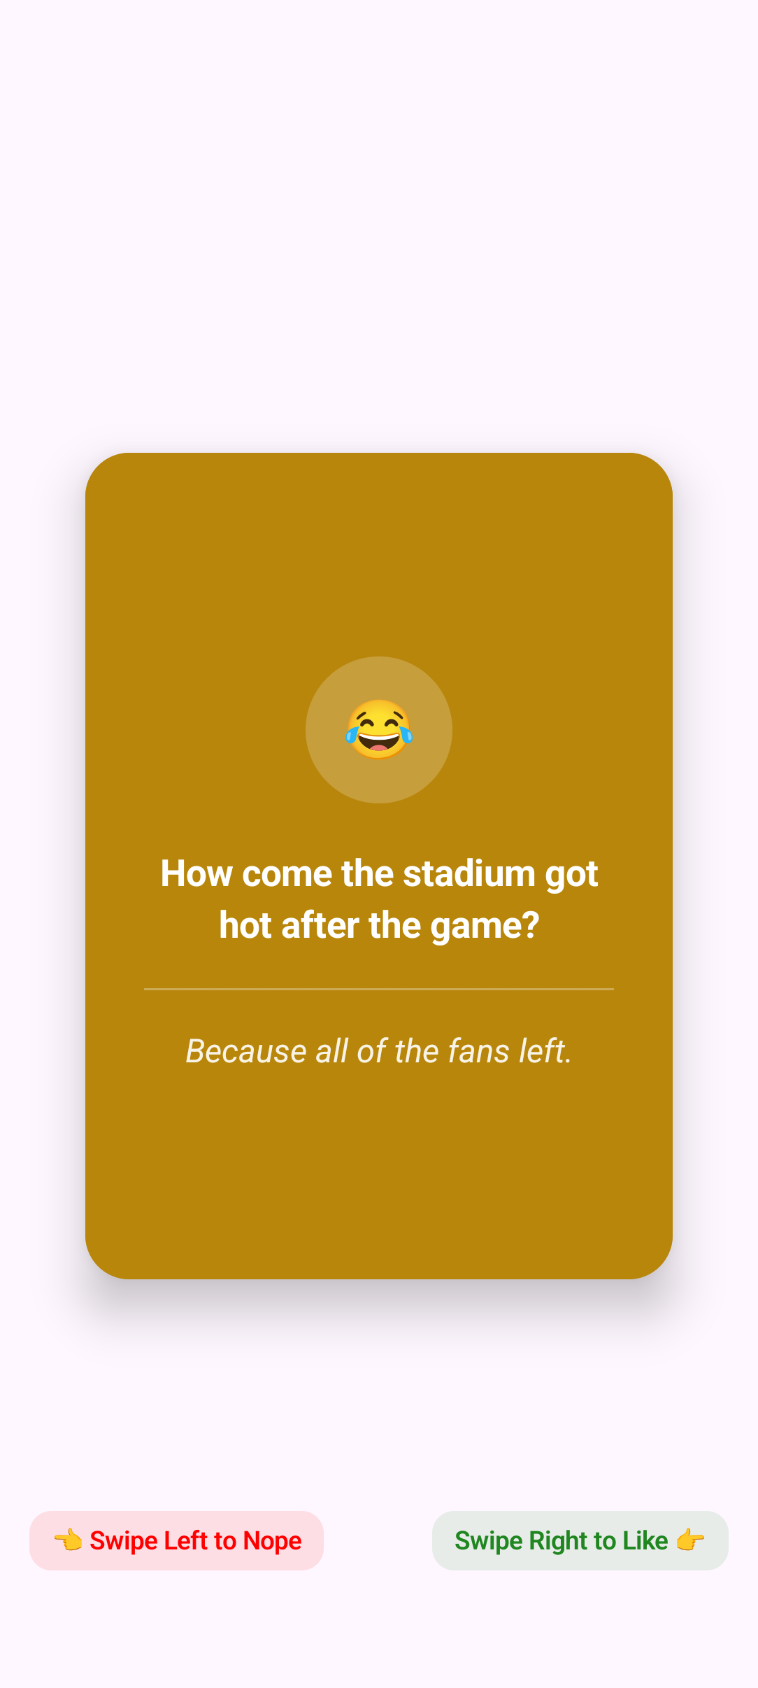 How come the stadium got
hot after the game?
Because all of the fans left.
👈 Swipe Left to Nope
Swipe Right to Like 👉